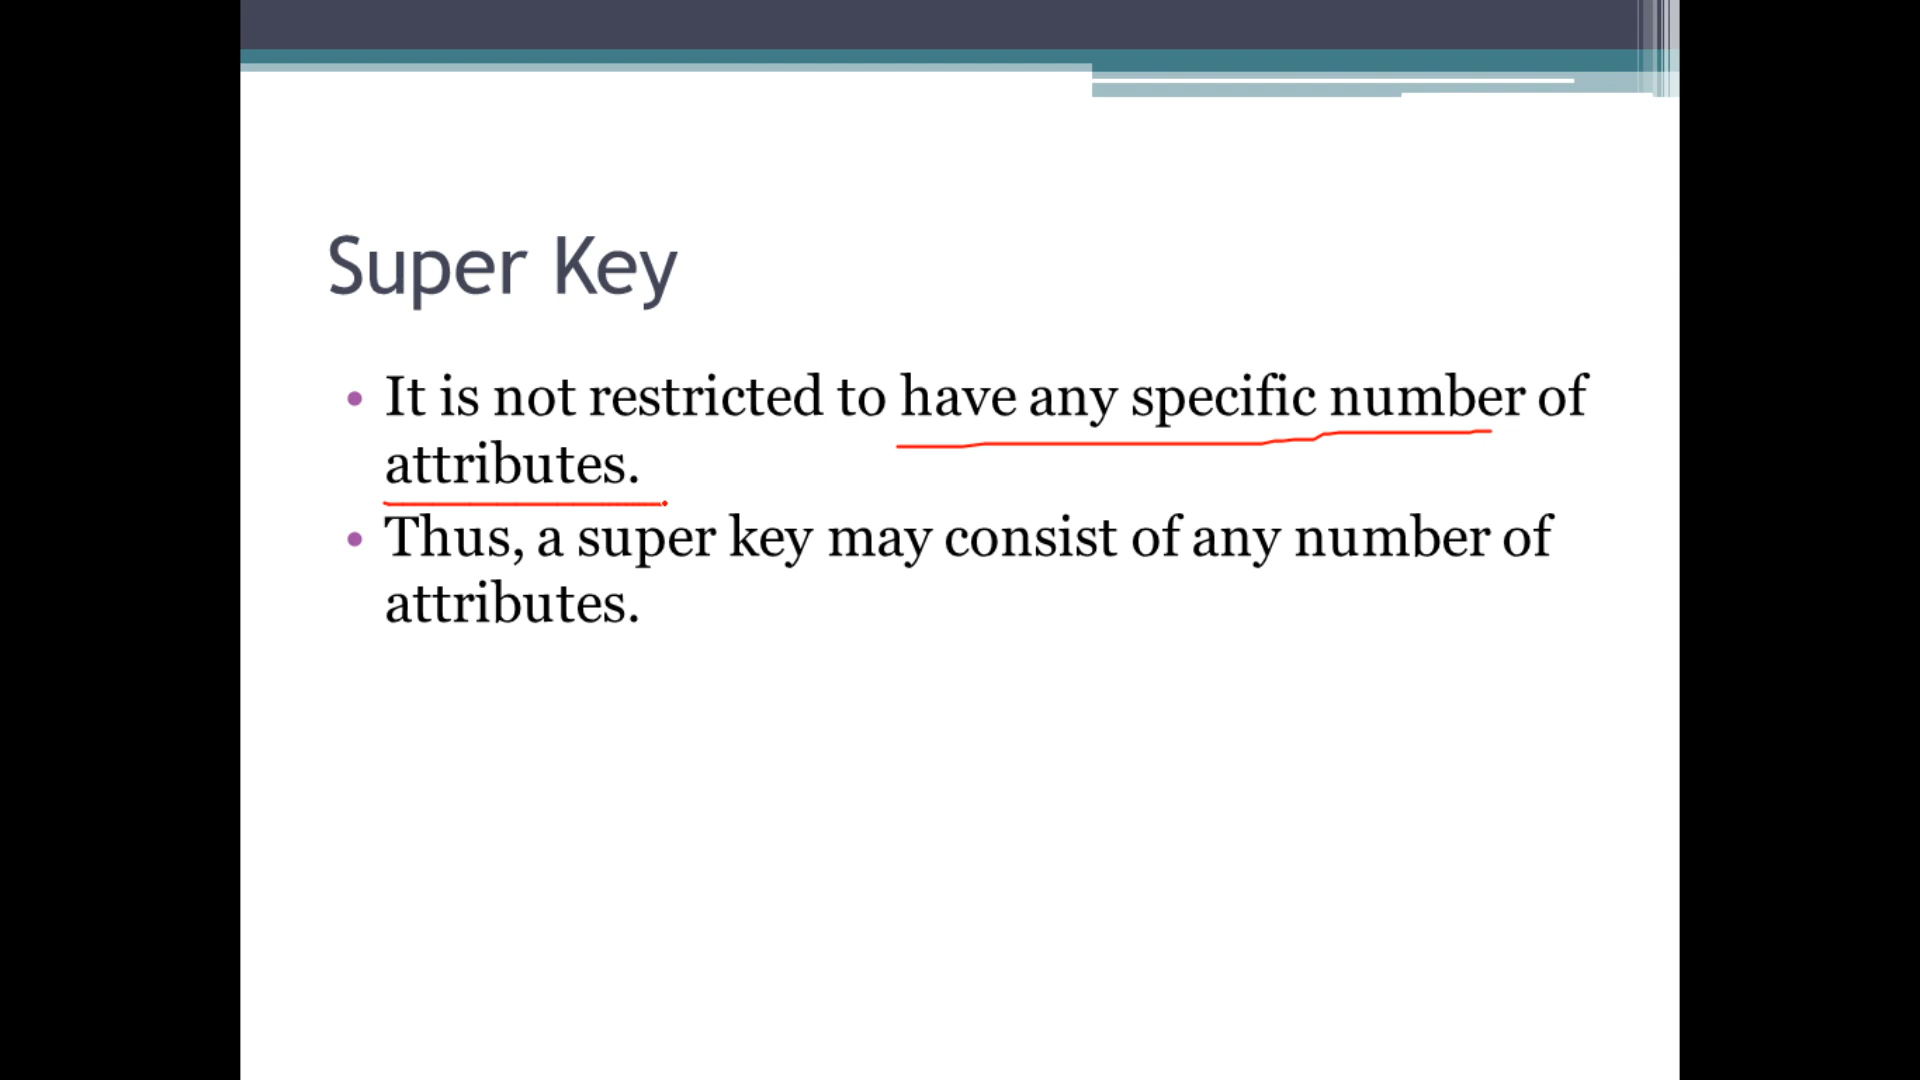 Super Key
• It is not restricted to have any specific number of
attributes.
• Thus, a super key may consist of any number of
attributes.